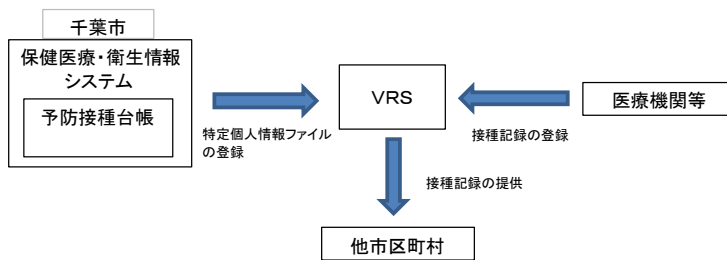 千葉市
保健医療・衛生情報
システム
予防接種台帳
特定個人情報ファイル
の登録
VRS
接種記録の登録
医療機関等
接種記録の提供
他市区町村